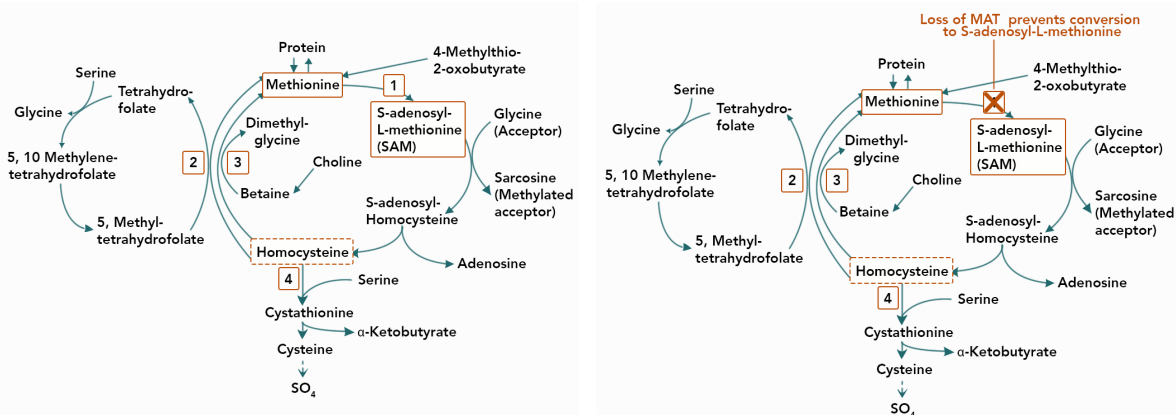 Protein
4-Methylthio-
2-oxobutyrate
Serine
Methionine
1
Tetrahydro-
folate
Glycine
S-adenosyl-
L-methionine
(SAM)
Glycine
(Acceptor)
Dimethyl-
glycine
5, 10 Methylene-
tetrahydrofolate
2
3
Choline
Betaine
Sarcosine
(Methylated
acceptor)
S-adenosyl-
Homocysteine
5, Methyl-
tetrahydrofolate
Homocysteine
Adenosine
4
Serine
Cystathionine
α-Ketobutyrate
Cysteine
SO4
Loss of MAT prevents conversion
to S-adenosyl-L-methionine
Protein
4-Methylthio-
2-oxobutyrate
Serine
Methionine
Tetrahydro-
folate
Glycine
S-adenosyl-
L-methionine
(SAM)
Glycine
(Acceptor)
Dimethyl-
glycine
5, 10 Methylene-
tetrahydrofolate
2
3
Choline
Betaine
Sarcosine
(Methylated
acceptor)
S-adenosyl-
Homocysteine
5, Methyl-
tetrahydrofolate
Homocysteine
Adenosine
4
Serine
Cystathionine
α-Ketobutyrate
Cysteine
SO4